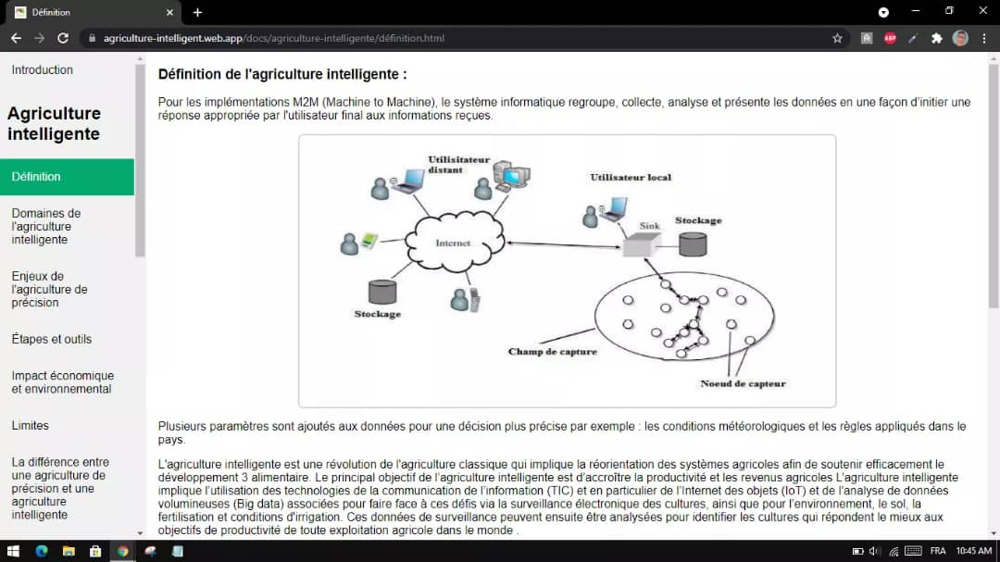 Définition
agriculture-intelligent.web.app/docs/agriculture-intelligente/définition.html
ABP
Introduction
Agriculture
intelligente
Définition
Domaines de
l'agriculture
intelligente
Enjeux de
l'agriculture de
précision
Étapes et outils
Impact économique
et environnemental
Limites
La différence entre
une agriculture de
précision et une
agriculture
intelligente
Définition de l'agriculture intelligente :
Pour les implémentations M2M (Machine to Machine), le système informatique regroupe, collecte, analyse et présente les données en une façon d'initier une
réponse appropriée par l'utilisateur final aux informations reçues.
Utilisitateur
distant
Utilisateur local
Sink
Stockage
Internet
Stockage
Champ de capture
Noeud de capteur
Plusieurs paramètres sont ajoutés aux données pour une décision plus précise par exemple : les conditions météorologiques et les règles appliqués dans le
pays.
L'agriculture intelligente est une révolution de l'agriculture classique qui implique la réorientation des systèmes agricoles afin de soutenir efficacement le
développement 3 alimentaire. Le principal objectif de l'agriculture intelligente est d'accroître la productivité et les revenus agricoles L'agriculture intelligente
implique l'utilisation des technologies de la communication de l'information (TIC) et en particulier de l'Internet des objets (IoT) et de l'analyse de données
volumineuses (Big data) associées pour faire face à ces défis via la surveillance électronique des cultures, ainsi que pour l'environnement, le sol, la
fertilisation et conditions d'irrigation. Ces données de surveillance peuvent ensuite être analysées pour identifier les cultures qui répondent le mieux aux
objectifs de productivité de toute exploitation agricole dans le monde .
FRA
10:45 AM